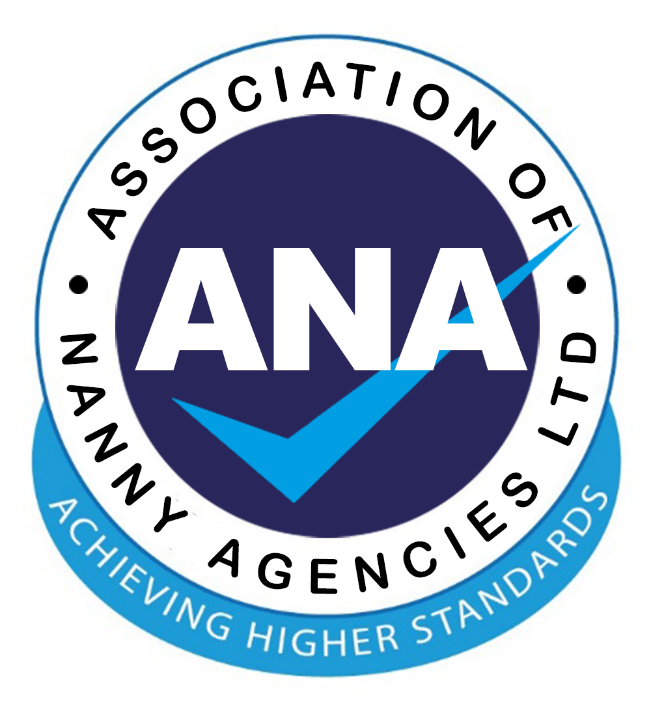 ASSOCIATION OF
ANA
NANNY AGENCIES LTD
ACHIEVING HIGHER STANDARDS